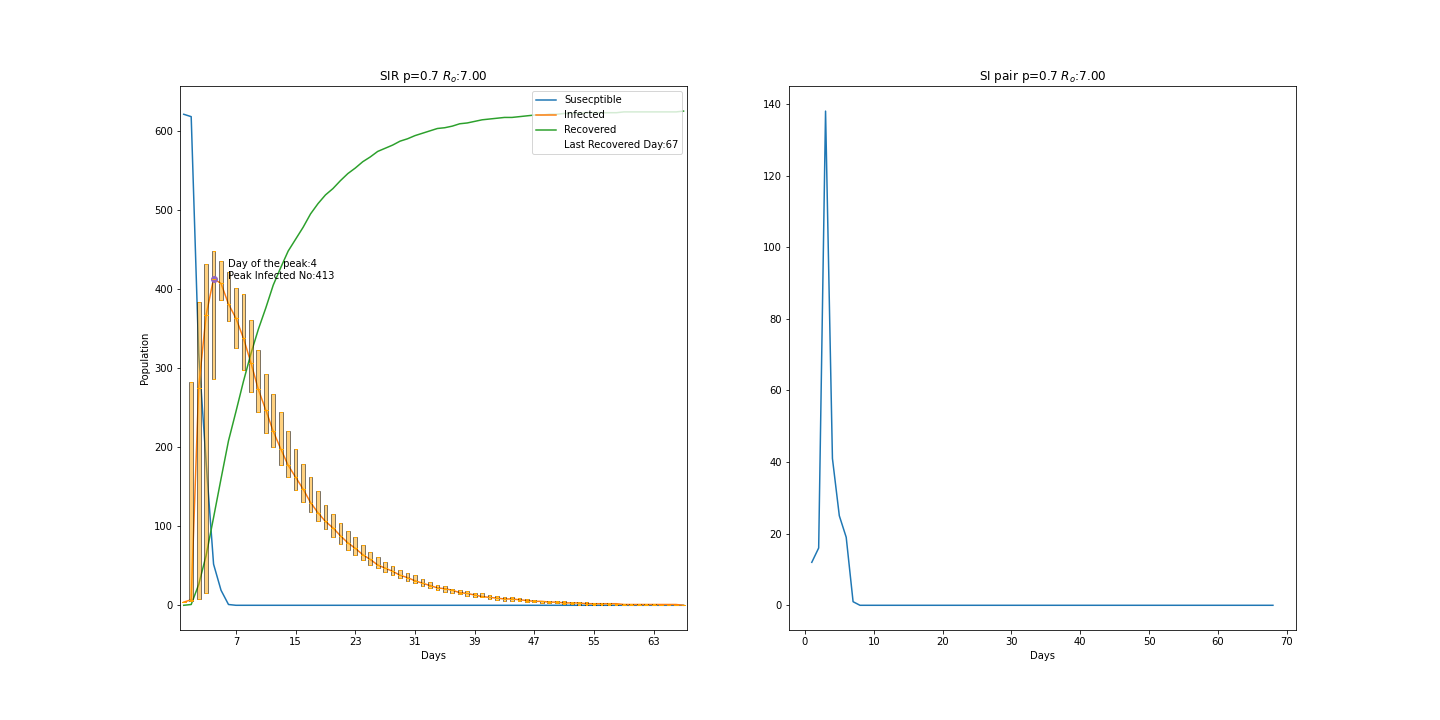 SIR p=0.7 Rₒ:7.00
Susecptible
Infected
Recovered
Last Recovered Day:67
Day of the peak:4
Peak Infected No:413
600
500
400
300
200
100
0
Population
7 15 23 31 39 47 55 63
Days
SI pair p=0.7 Rₒ:7.00
140
120
100
80
60
40
20
0
0 10 20 30 40 50 60 70
Days